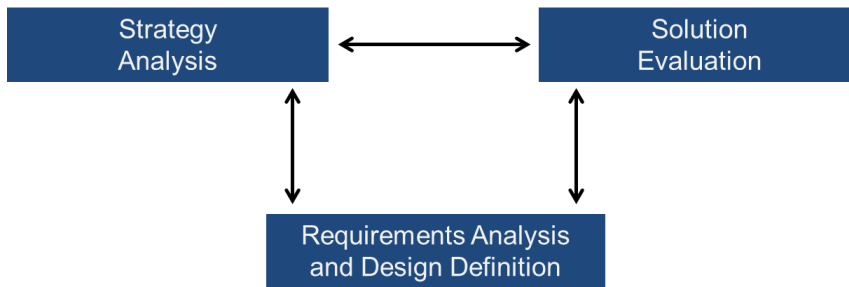 Strategy
Analysis
Solution
Evaluation
Requirements Analysis
and Design Definition